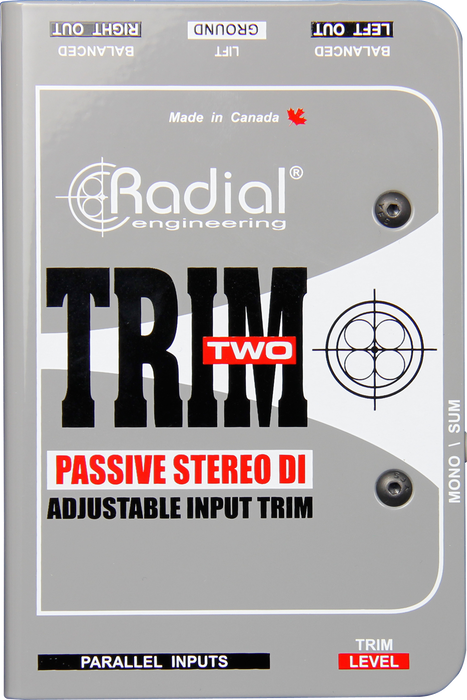 RIGHT OUT
BALANCED
GROUND
LIFT
LEFT OUT
BALANCED
Made in Canada
Radial®
engineering
TRIM
TWO
PASSIVE STEREO DI
ADJUSTABLE INPUT TRIM
MONO \ SUM
PARALLEL INPUTS
TRIM
LEVEL